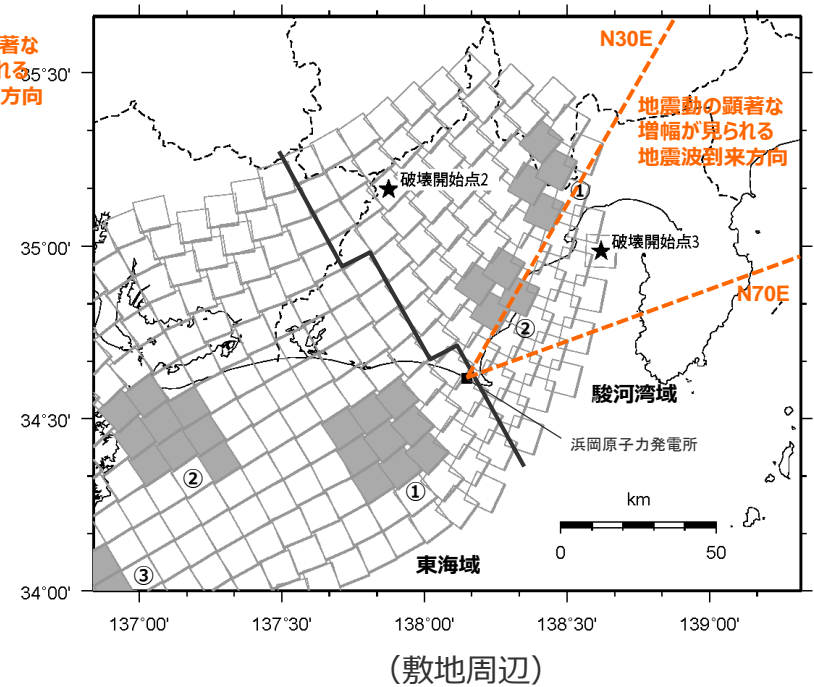 著な
れる
方向
N30E
地震動の顕著な
増幅が見られる
地震波到来方向
35°30'
破壊開始点2
①
35°00'
破壊開始点3
N70E
②
駿河湾域
34°30'
浜岡原子力発電所
②
①
km
0
50
東海域
③
34°00'
137°00'
137°30'
138°00'
138°30'
139°00'
（敷地周辺）